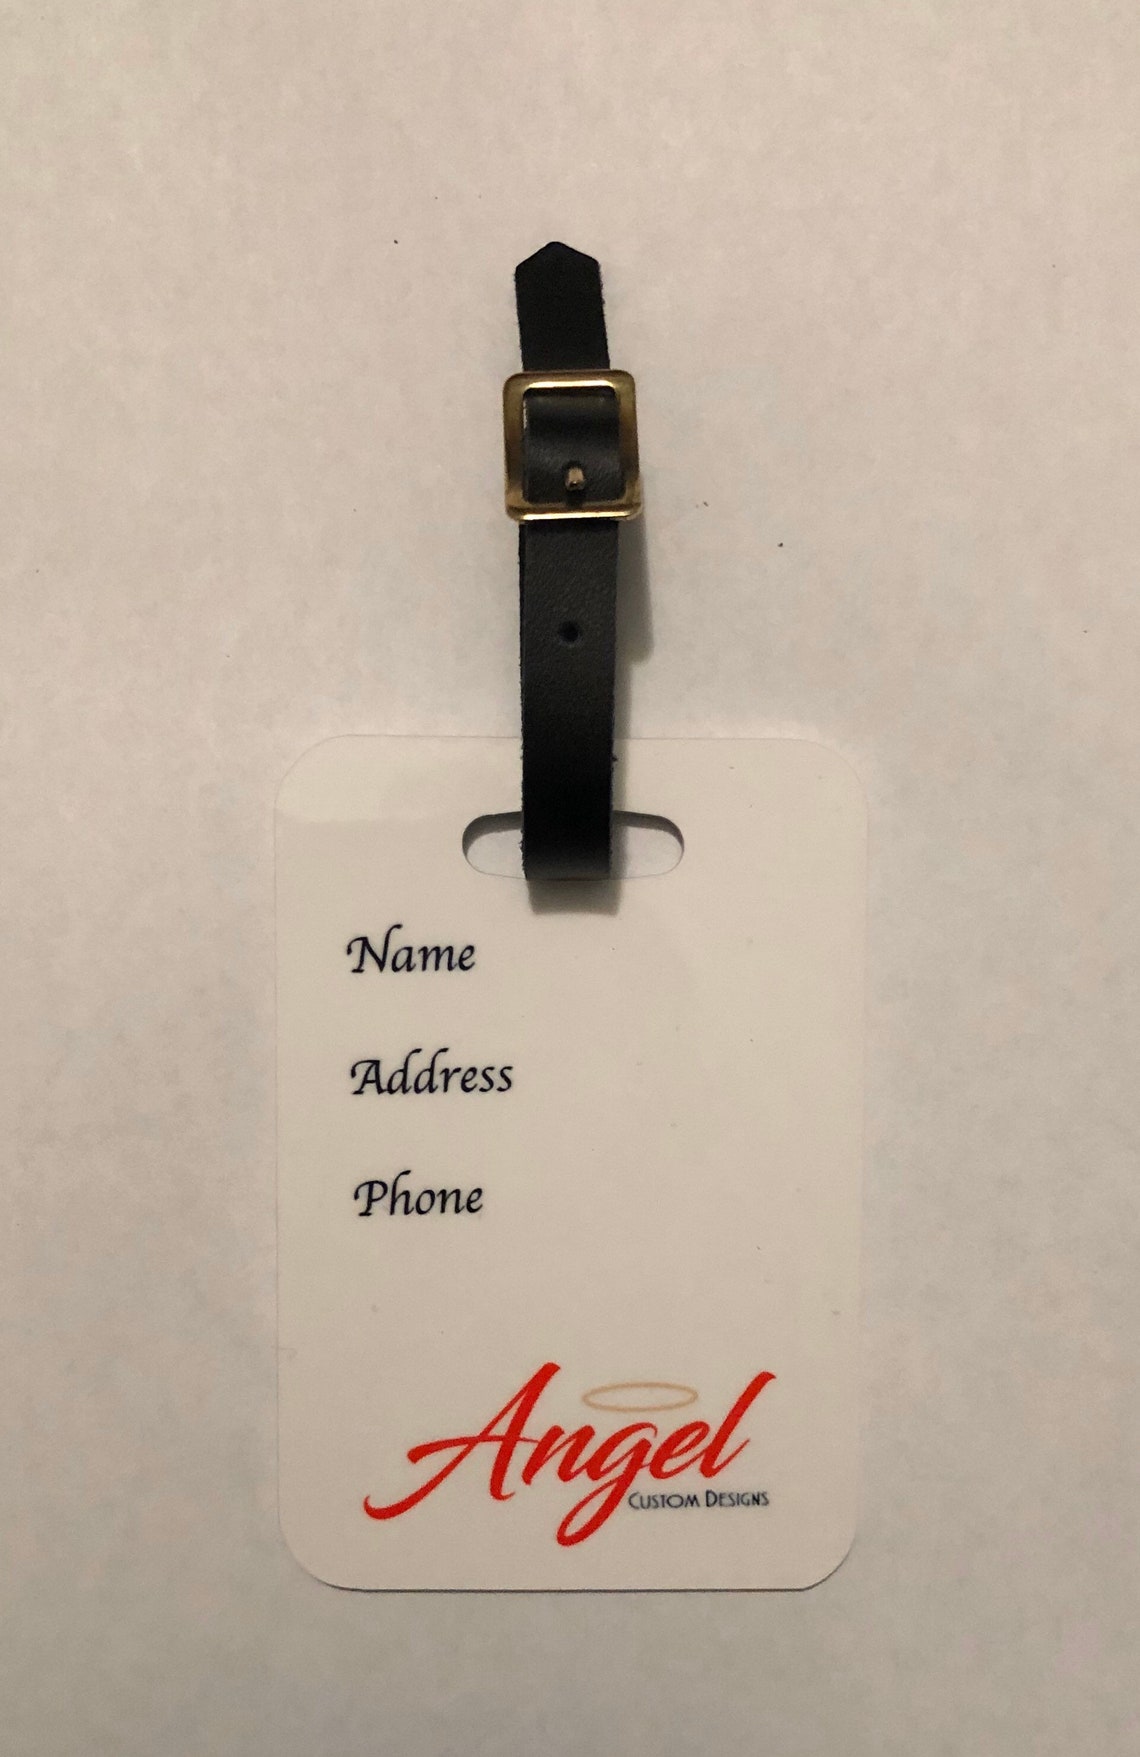 Name
Address
Phone
Angel
Custom Designs